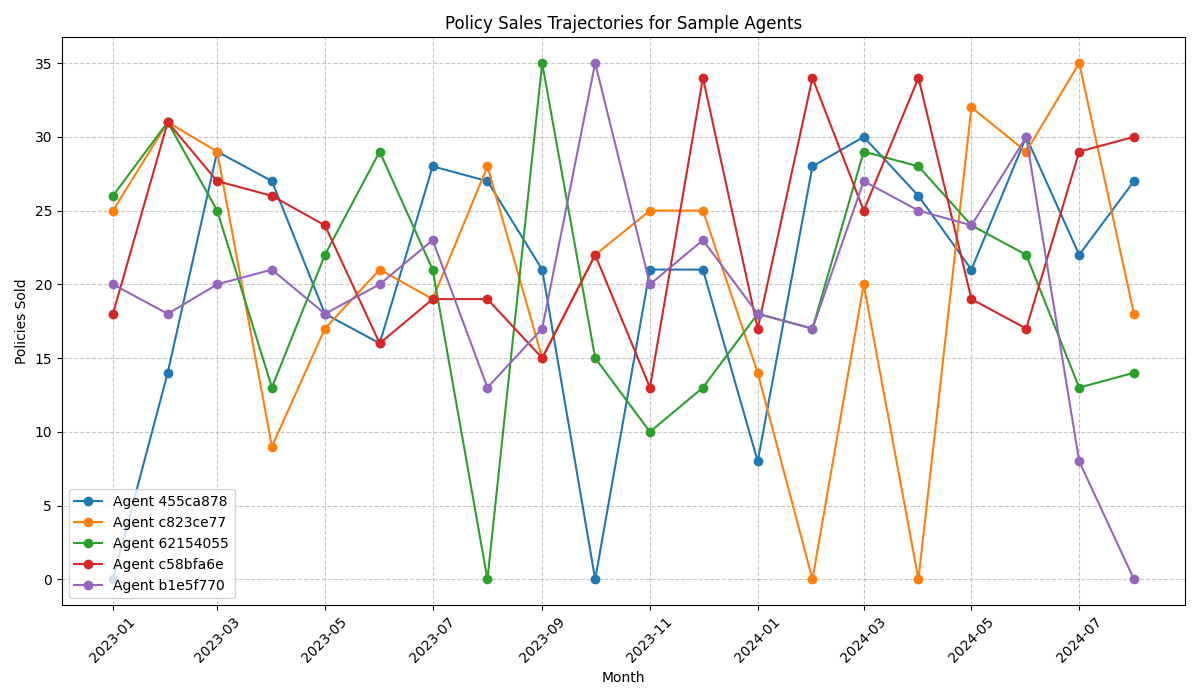 Policy Sales Trajectories for Sample Agents
Policies Sold
35
30
25
20
15
10
5
0
Agent 455ca878
Agent c823ce77
Agent 62154055
Agent c58bfa6e
Agent b1e5f770
2023-01
2023-03
2023-05
2023-07
2023-09
2023-11
2024-01
2024-03
2024-05
2024-07
Month